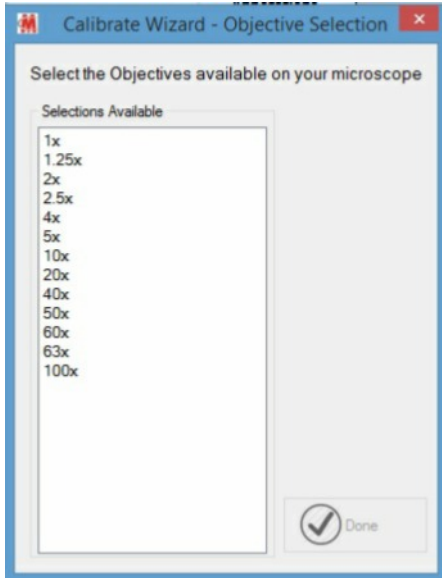 Calibrate Wizard - Objective Selection
Select the Objectives available on your microscope
Selections Available
1x
1.25x
2x
2.5x
4x
5x
10x
20x
40x
50x
60x
63x
100x
Done